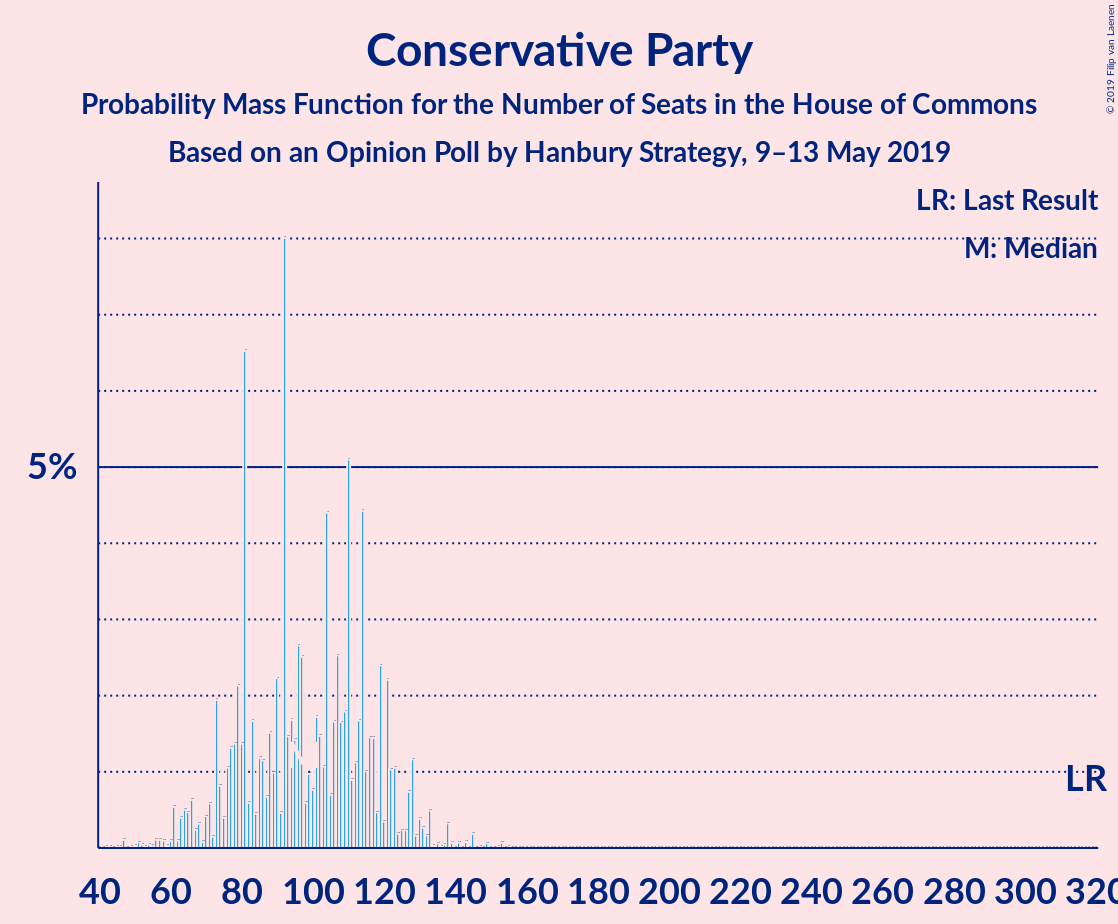 Conservative Party
Probability Mass Function for the Number of Seats in the House of Commons
Based on an Opinion Poll by Hanbury Strategy, 9–13 May 2019
© 2019 Filip van Laenen
LR: Last Result
M: Median
5%
LR
40 60 80 100 120 140 160 180 200 220 240 260 280 300 320